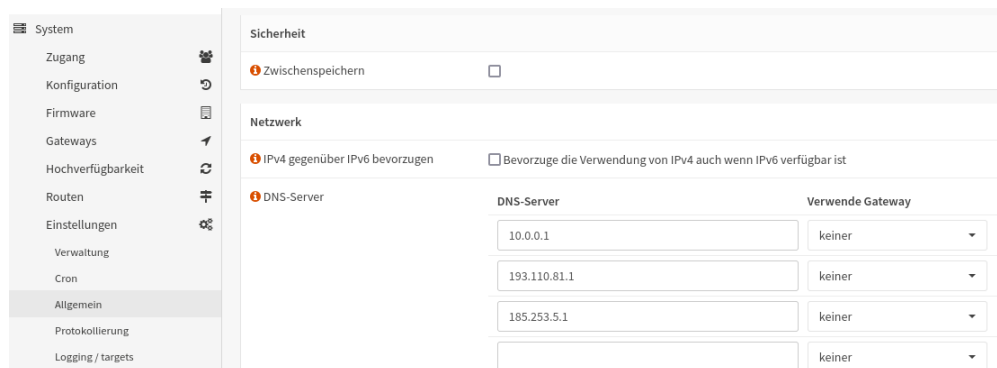 System
Zugang
Konfiguration
Firmware
Gateways
Hochverfügbarkeit
Routen
Einstellungen
Verwaltung
Cron
Allgemein
Protokollierung
Logging / targets
Sicherheit
Zwischenspeichern
Netzwerk
IPv4 gegenüber IPv6 bevorzugen
Bevorzuge die Verwendung von IPv4 auch wenn IPv6 verfügbar ist
DNS-Server
DNS-Server Verwende Gateway
10.0.0.1 keiner
193.110.81.1 keiner
185.253.5.1 keiner
keiner